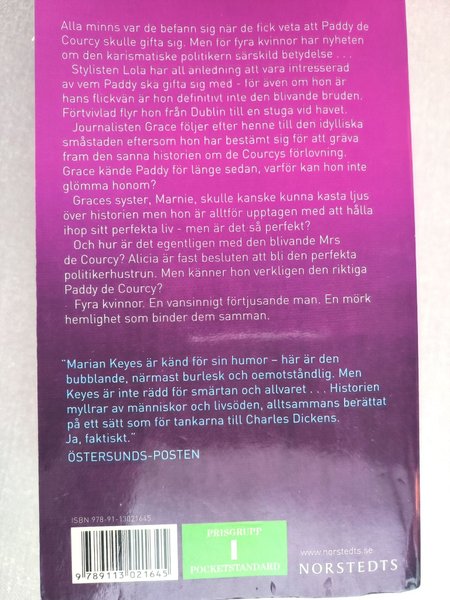 Alla minns var de befann sig när de fick veta att Paddy
de Courcy skulle gifta sig. Men för fyra kvinnor har nyheten
om den karismatiske politikern särskild betydelse . . .
Stylisten Lola har all anledning att vara intresserad
av vem Paddy ska gifta sig med - för även om hon är
hans flickvän är hon definitivt inte den blivande bruden.
Förtvivlad flyr hon från Dublin till en stuga vid havet.
Journalisten Grace följer efter henne till den idylliska
småstaden eftersom hon har bestämt sig för att gräva
fram den sanna historien om de Courcys förlovning.
Grace kände Paddy för länge sedan, varför kan hon inte
glömma honom?
Graces syster, Marnie, skulle kanske kunna kasta ljus
över historien men hon är alltför upptagen med att hålla
ihop sitt perfekta liv - men är det så perfekt?
Och hur är det egentligen med den blivande Mrs
de Courcy? Alicia är fast besluten att bli den perfekta
politikerhustrun. Men känner hon verkligen den riktiga
Paddy de Courcy?
Fyra kvinnor. En vansinnigt förtjusande man. En mörk
hemlighet som binder dem samman.
"Marian Keyes är känd för sin humor – här är den
bubblande, närmast burlesk och oemotståndlig. Men
Keyes är inte rädd för smärtan och allvaret . . . Historien
myllrar av människor och livsöden, alltsammans berättat
på ett sätt som för tankarna till Charles Dickens.
Ja, faktiskt."
ÖSTERSUNDS-POSTEN
ISBN 978-91-13021645
9 789113 021645
PRISGRUPP
1
POCKETSTANDARD
www.norstedts.se
NORSTEDTS